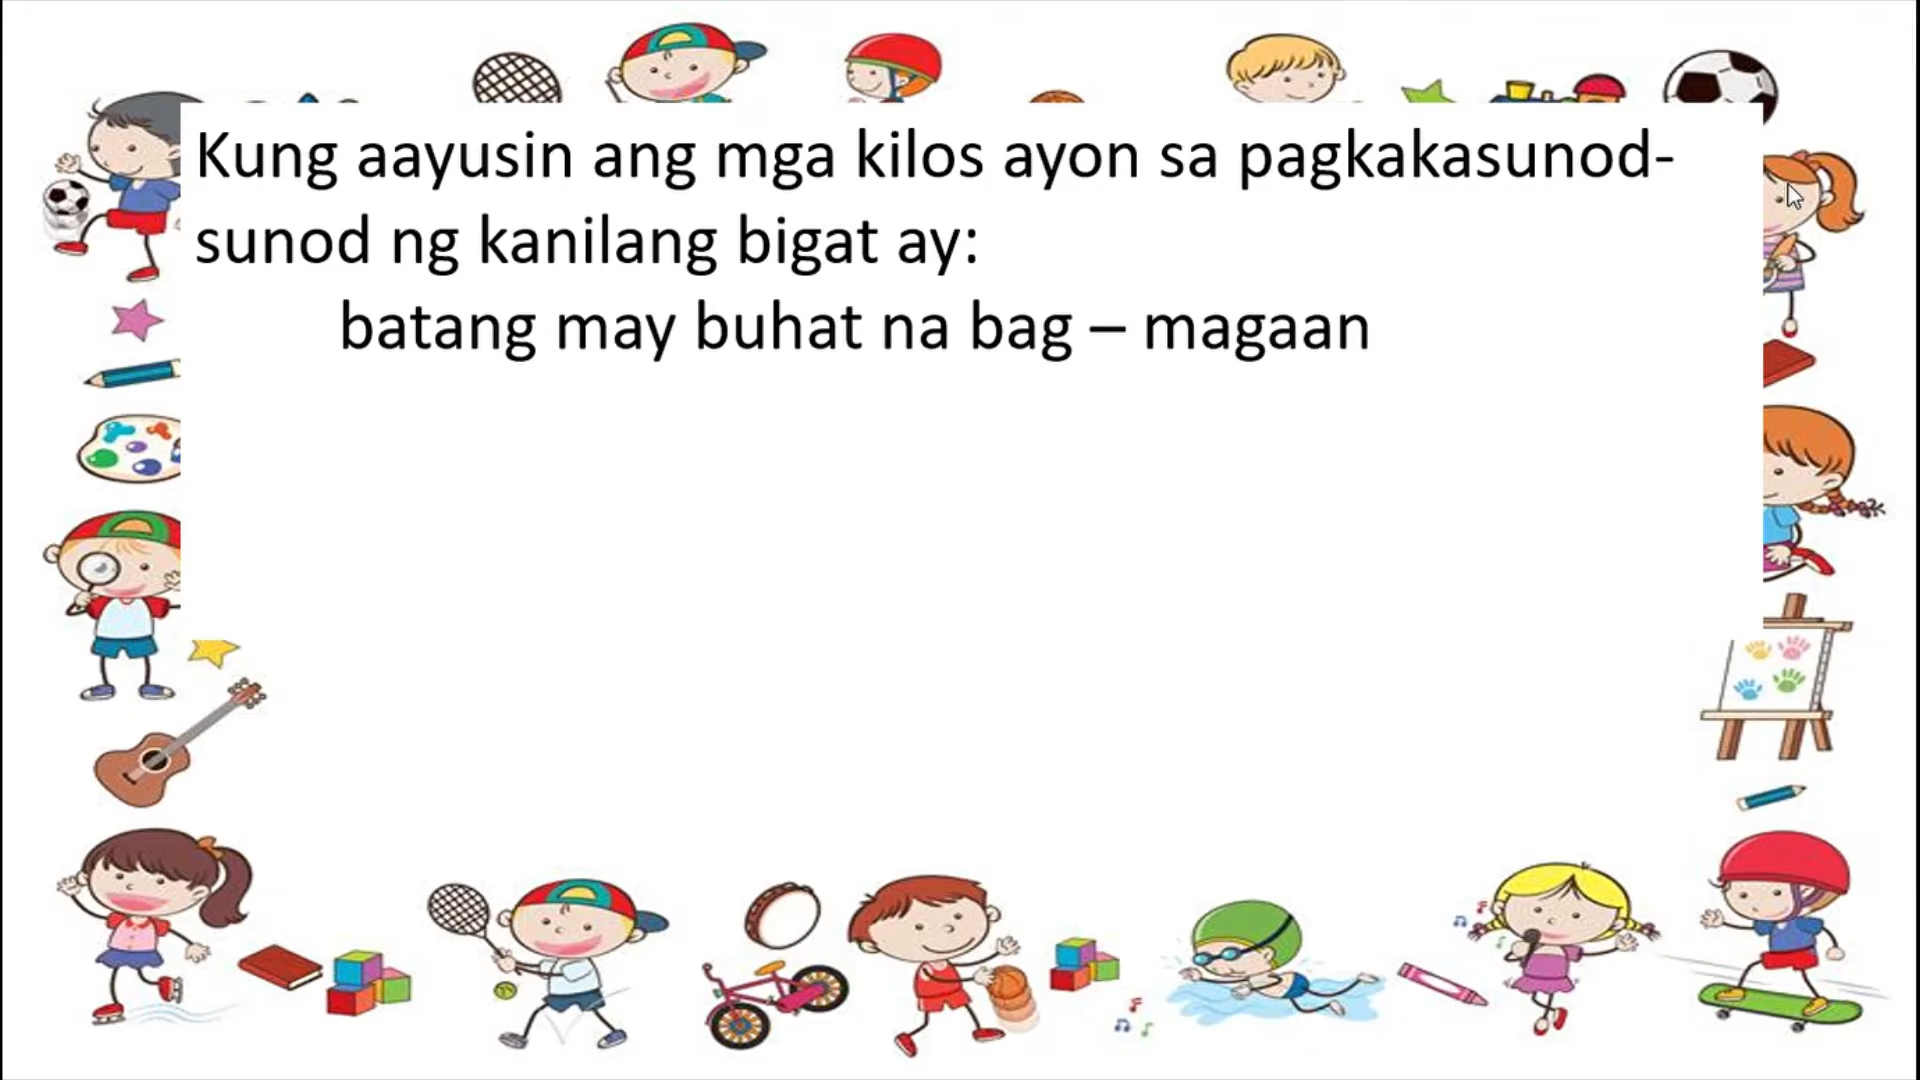 Kung aayusin ang mga kilos ayon sa pagkakasunod-
sunod ng kanilang bigat ay:
batang may buhat na bag – magaan